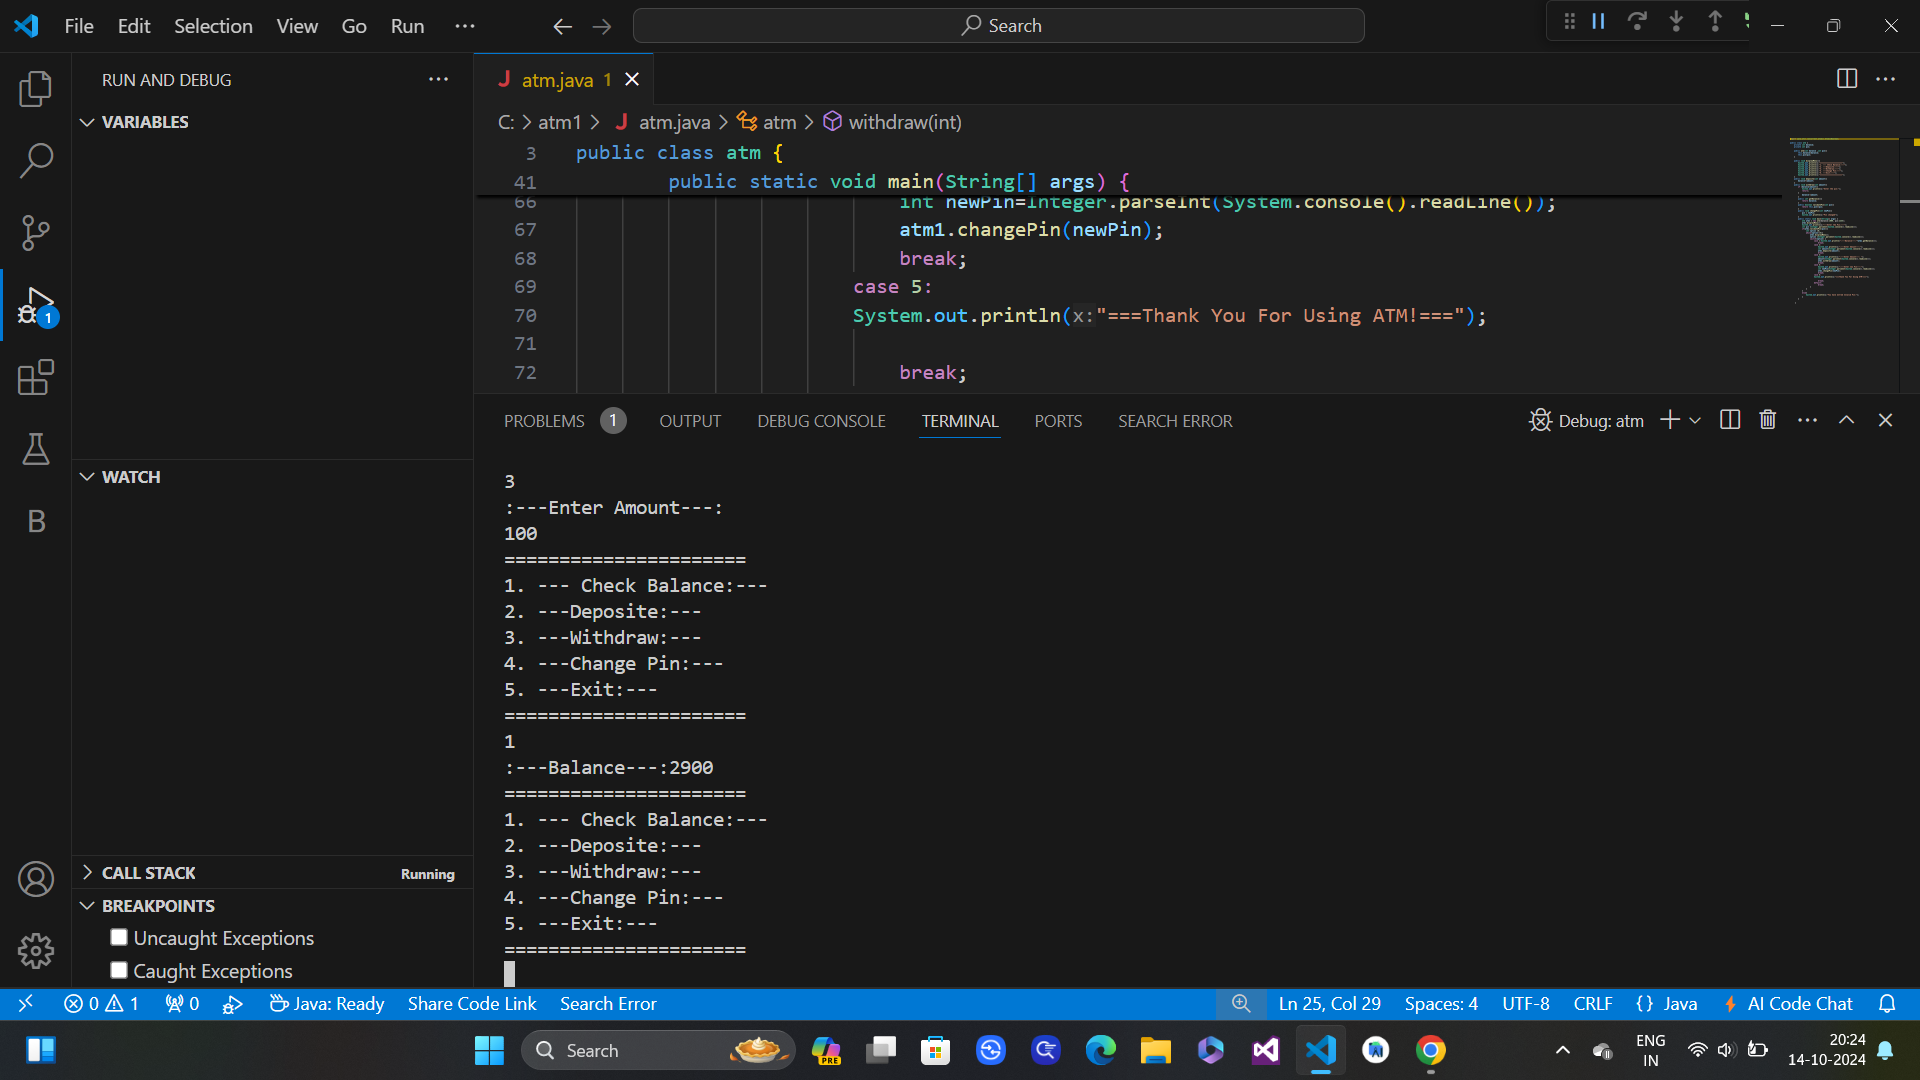 File Edit Selection View Go Run ···
Search
RUN AND DEBUG ···
VARIABLES
WATCH
CALL STACK Running
BREAKPOINTS
Uncaught Exceptions
Caught Exceptions
1
B
J atm.java 1
C: > atm1 > J atm.java > atm > withdraw(int)
3 public class atm {
41 public static void main(String[] args) {
66 int newPin=Integer.parseInt(System.console().readLine());
67 atm1.changePin(newPin);
68 break;
69 case 5:
70 System.out.println(x:"===Thank You For Using ATM!===");
71
72 break;
PROBLEMS 1 OUTPUT DEBUG CONSOLE TERMINAL PORTS SEARCH ERROR Debug: atm
3
:---Enter Amount---:
100
======================
1. --- Check Balance:---
2. ---Deposite:---
3. ---Withdraw:---
4. ---Change Pin:---
5. ---Exit:---
======================
1
:---Balance---:2900
======================
1. --- Check Balance:---
2. ---Deposite:---
3. ---Withdraw:---
4. ---Change Pin:---
5. ---Exit:---
======================
0 1 0 Java: Ready Share Code Link Search Error Ln 25, Col 29 Spaces: 4 UTF-8 CRLF {} Java AI Code Chat
Search PRE ENG IN 20:24 14-10-2024